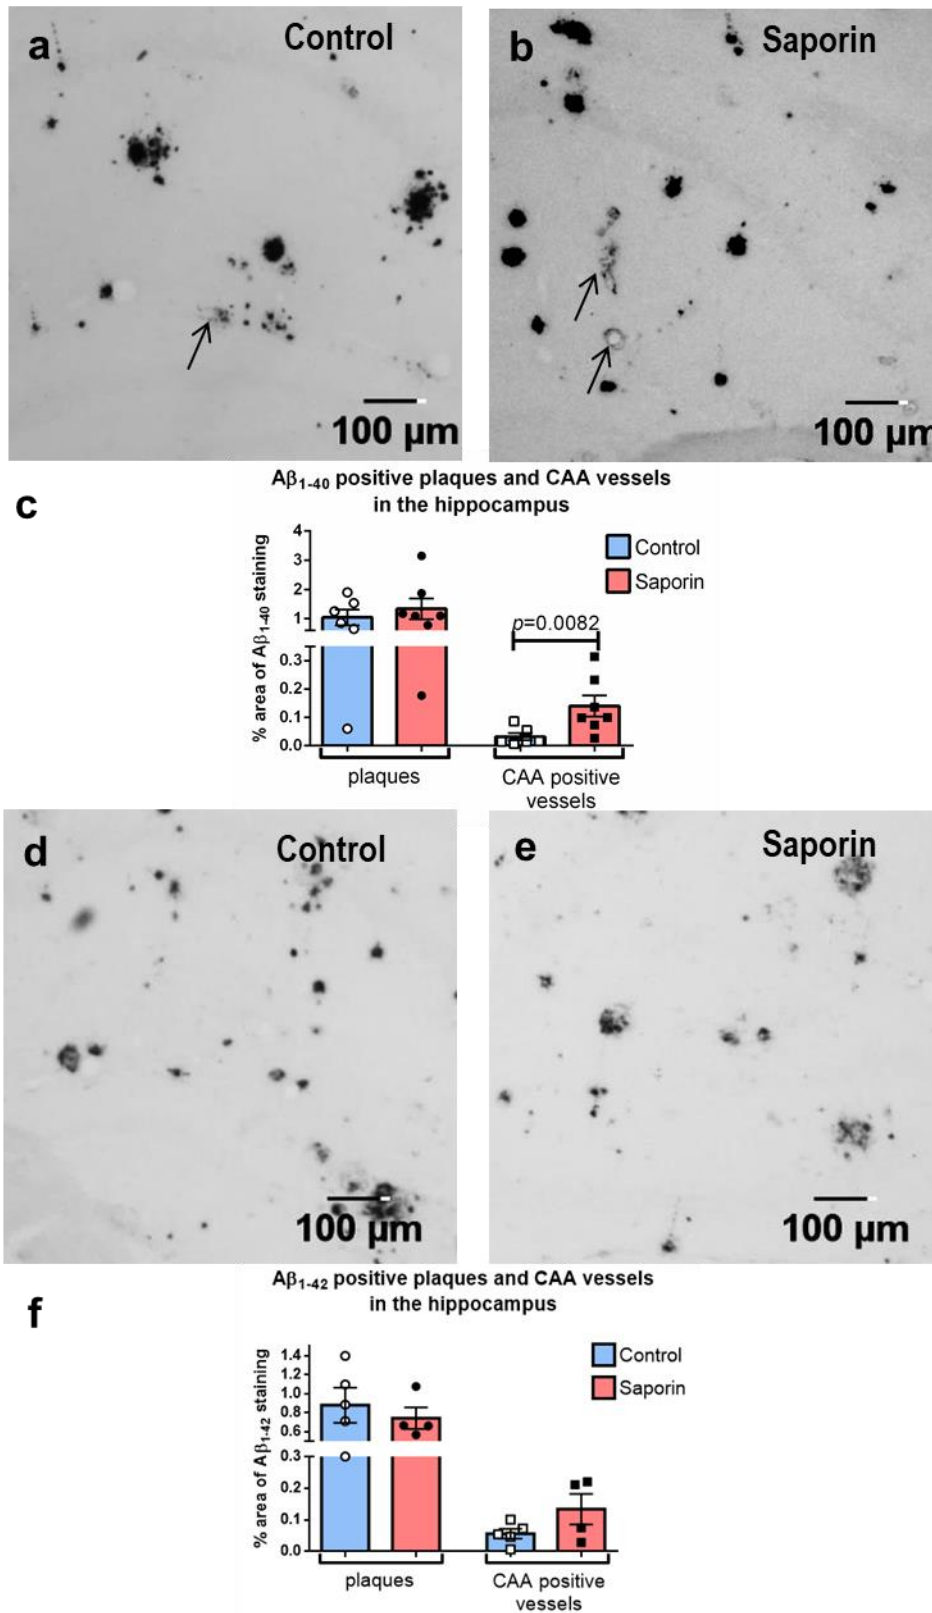 a Control
b Saporin
100 µm
100 µm
c
Aβ1-40 positive plaques and CAA vessels
in the hippocampus
% area of Aβ1-40 staining
4
3
2
1
0.3
0.2
0.1
0.0
Control
Saporin
p=0.0082
plaques
CAA positive
vessels
d Control
e Saporin
100 µm
100 µm
f
Aβ1-42 positive plaques and CAA vessels
in the hippocampus
% area of Aβ1-42 staining
1.4
1.2
1.0
0.8
0.6
0.3
0.2
0.1
0.0
Control
Saporin
plaques
CAA positive
vessels